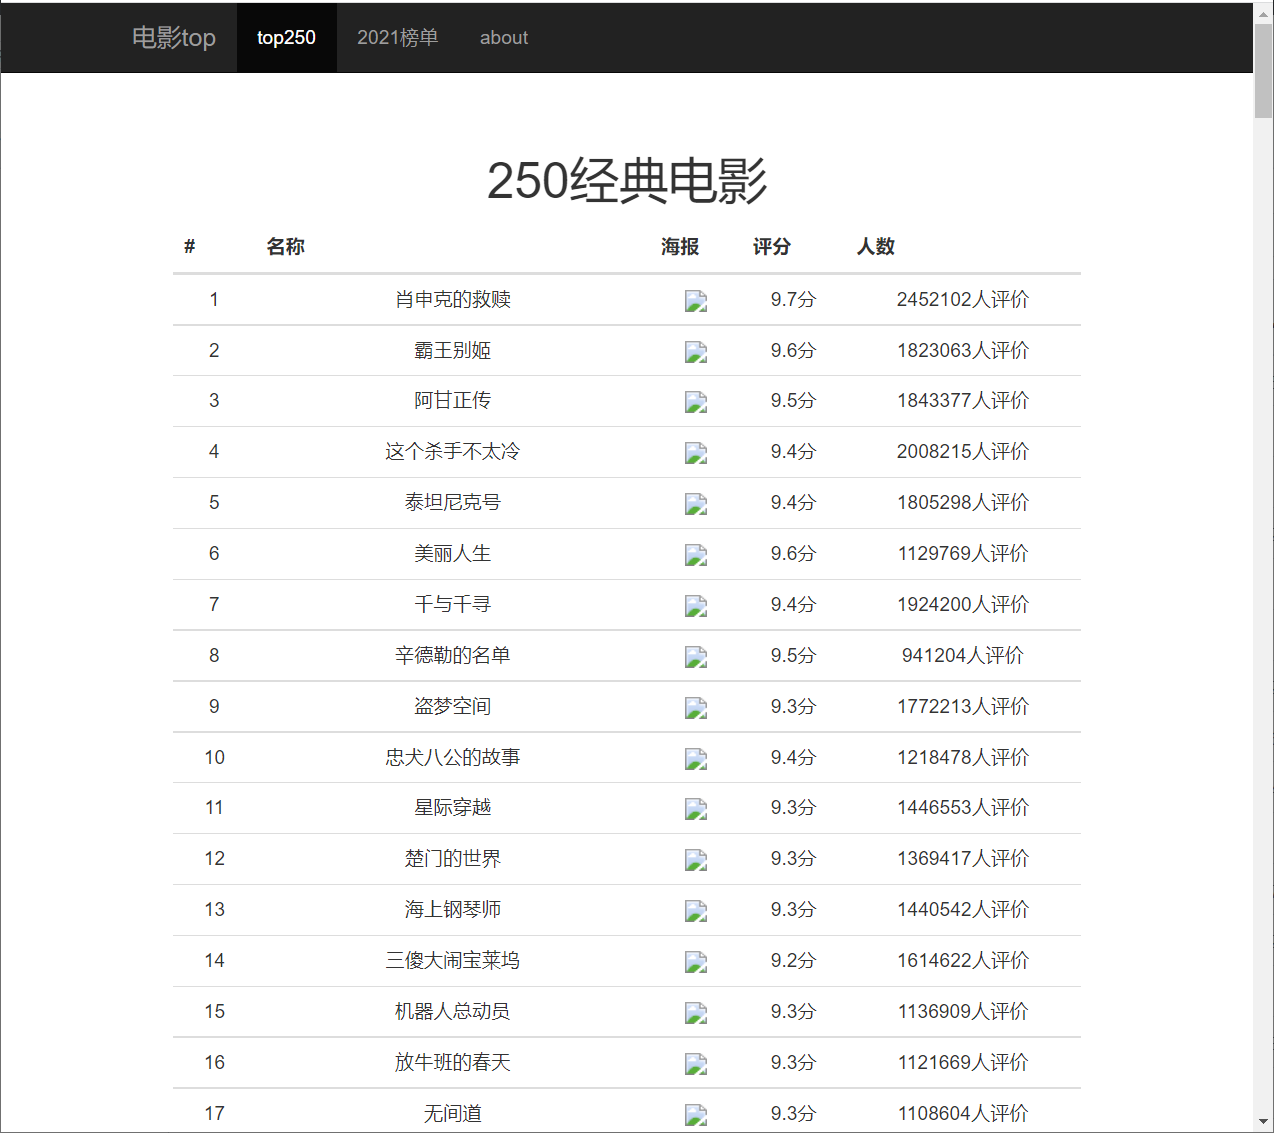 电影top top250 2021榜单 about
250经典电影
# 名称 海报 评分 人数
1 肖申克的救赎 9.7分 2452102人评价
2 霸王别姬 9.6分 1823063人评价
3 阿甘正传 9.5分 1843377人评价
4 这个杀手不太冷 9.4分 2008215人评价
5 泰坦尼克号 9.4分 1805298人评价
6 美丽人生 9.6分 1129769人评价
7 千与千寻 9.4分 1924200人评价
8 辛德勒的名单 9.5分 941204人评价
9 盗梦空间 9.3分 1772213人评价
10 忠犬八公的故事 9.4分 1218478人评价
11 星际穿越 9.3分 1446553人评价
12 楚门的世界 9.3分 1369417人评价
13 海上钢琴师 9.3分 1440542人评价
14 三傻大闹宝莱坞 9.2分 1614622人评价
15 机器人总动员 9.3分 1136909人评价
16 放牛班的春天 9.3分 1121669人评价
17 无间道 9.3分 1108604人评价